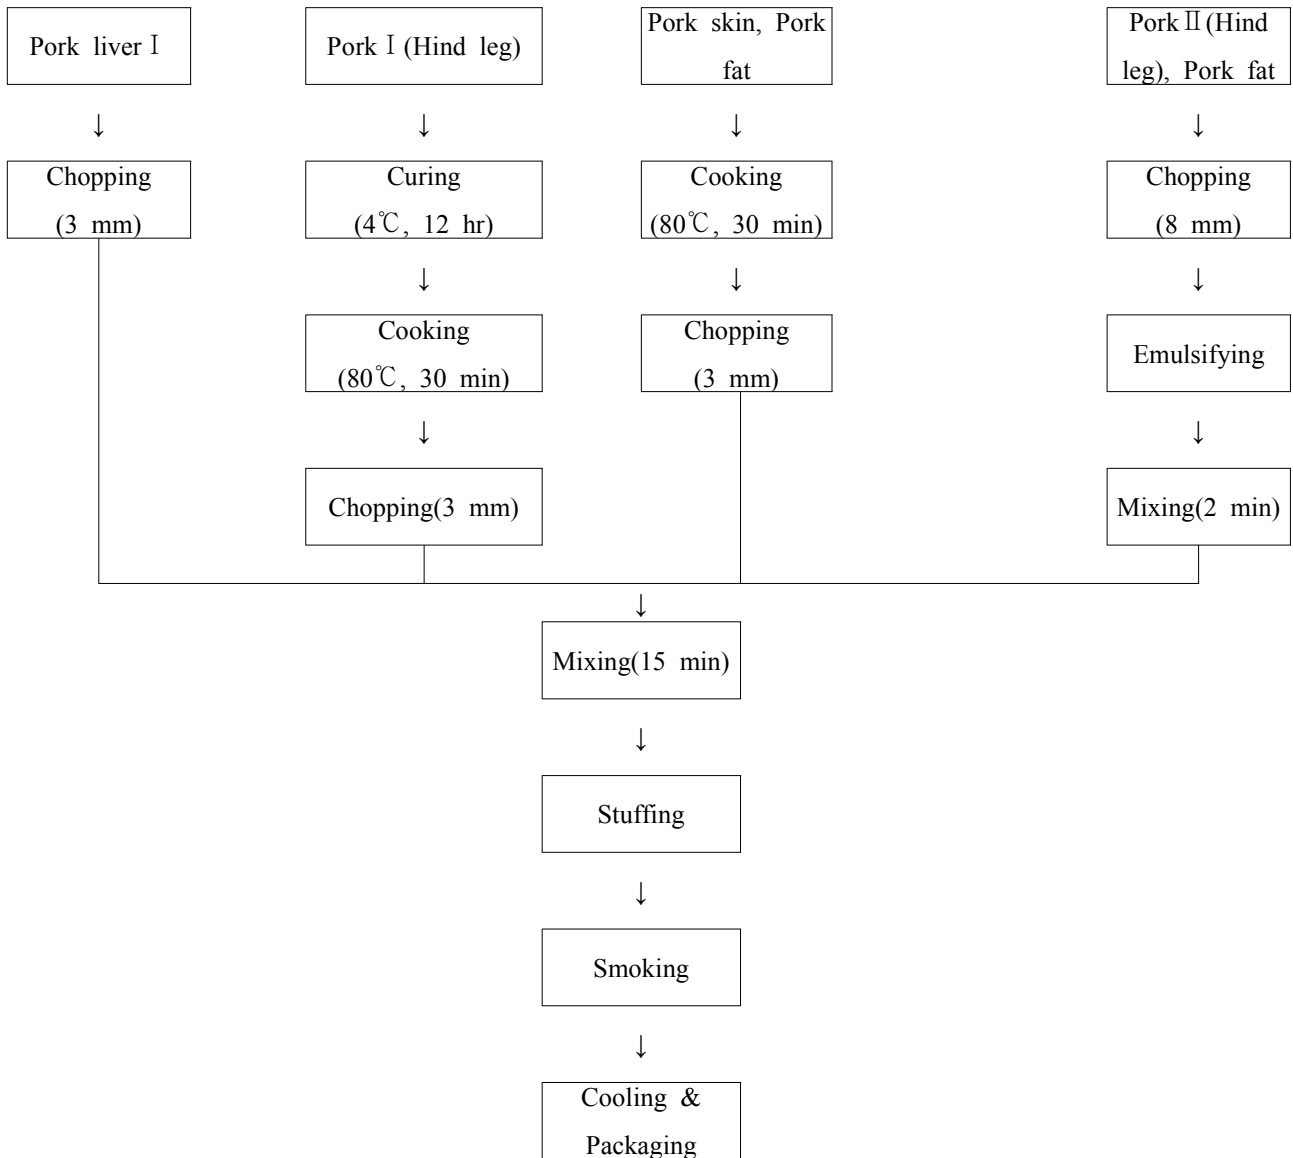 Pork liver Ⅰ
Pork Ⅰ (Hind leg)
Pork skin, Pork
fat
Pork Ⅱ (Hind
leg), Pork fat
↓
↓
↓
↓
Chopping
(3 mm)
Curing
(4℃, 12 hr)
Cooking
(80℃, 30 min)
Chopping
(8 mm)
↓
↓
↓
Cooking
(80℃, 30 min)
Chopping
(3 mm)
Emulsifying
↓
↓
Chopping(3 mm)
Mixing(2 min)
↓
Mixing(15 min)
↓
Stuffing
↓
Smoking
↓
Cooling &
Packaging